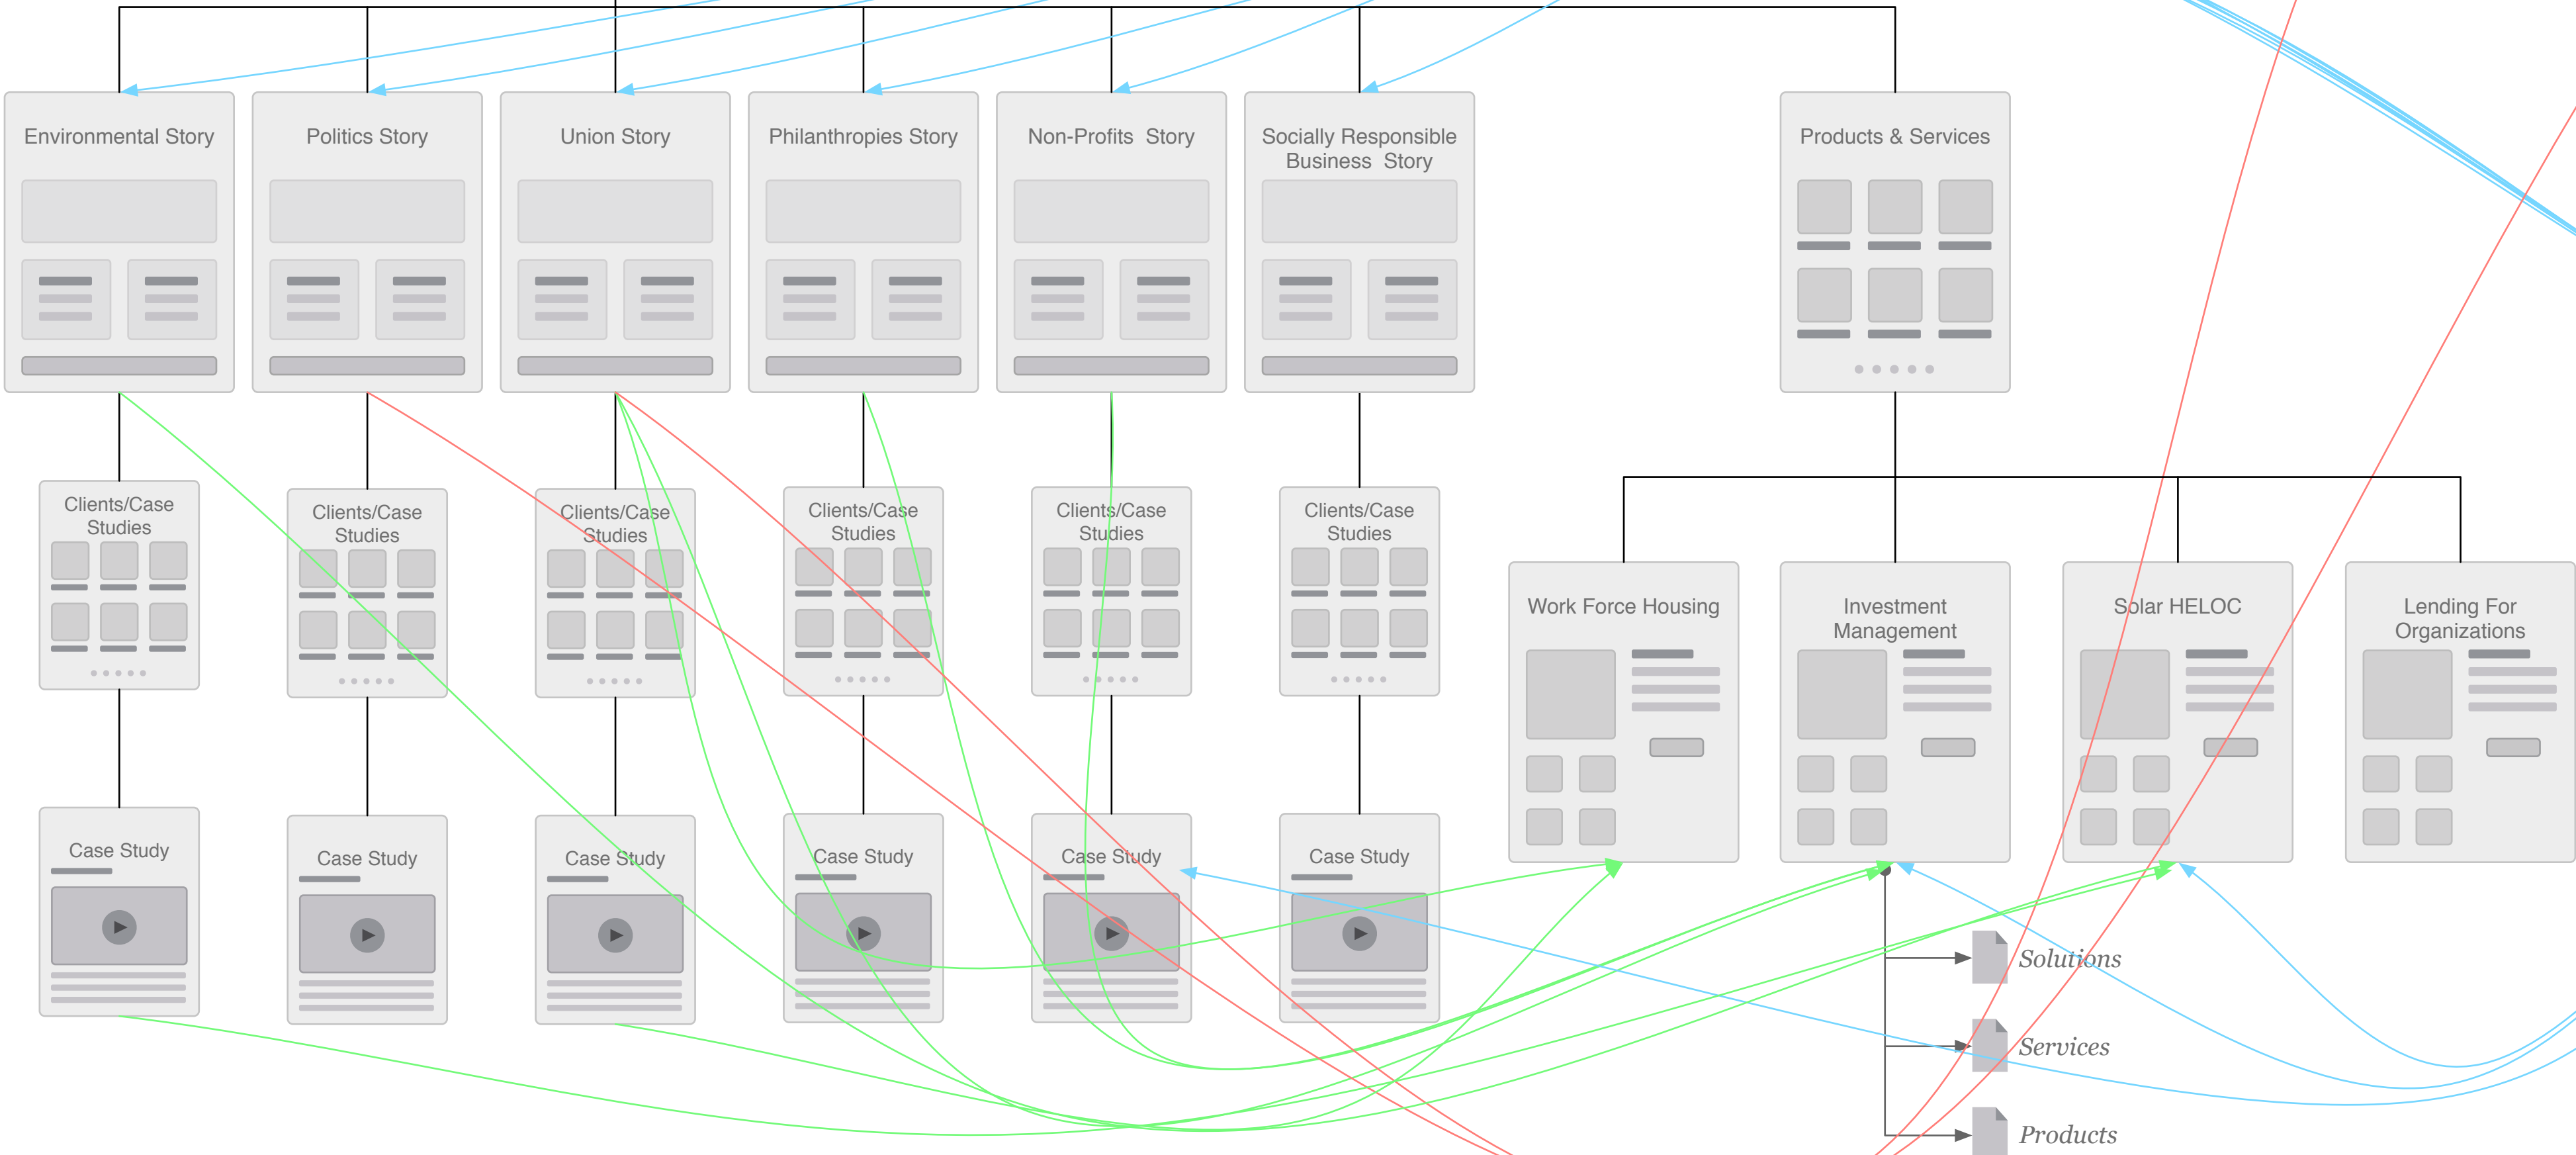 Environmental Story
Politics Story
Union Story
Philanthropies Story
Non-Profits  Story
Socially Responsible
Business  Story
Products & Services
Clients/Case
Studies
Clients/Case
Studies
Clients/Case
Studies
Clients/Case
Studies
Clients/Case
Studies
Clients/Case
Studies
Work Force Housing
Investment
Management
Solar HELOC
Lending For
Organizations
Case Study
Case Study
Case Study
Case Study
Case Study
Case Study
Solutions
Services
Products